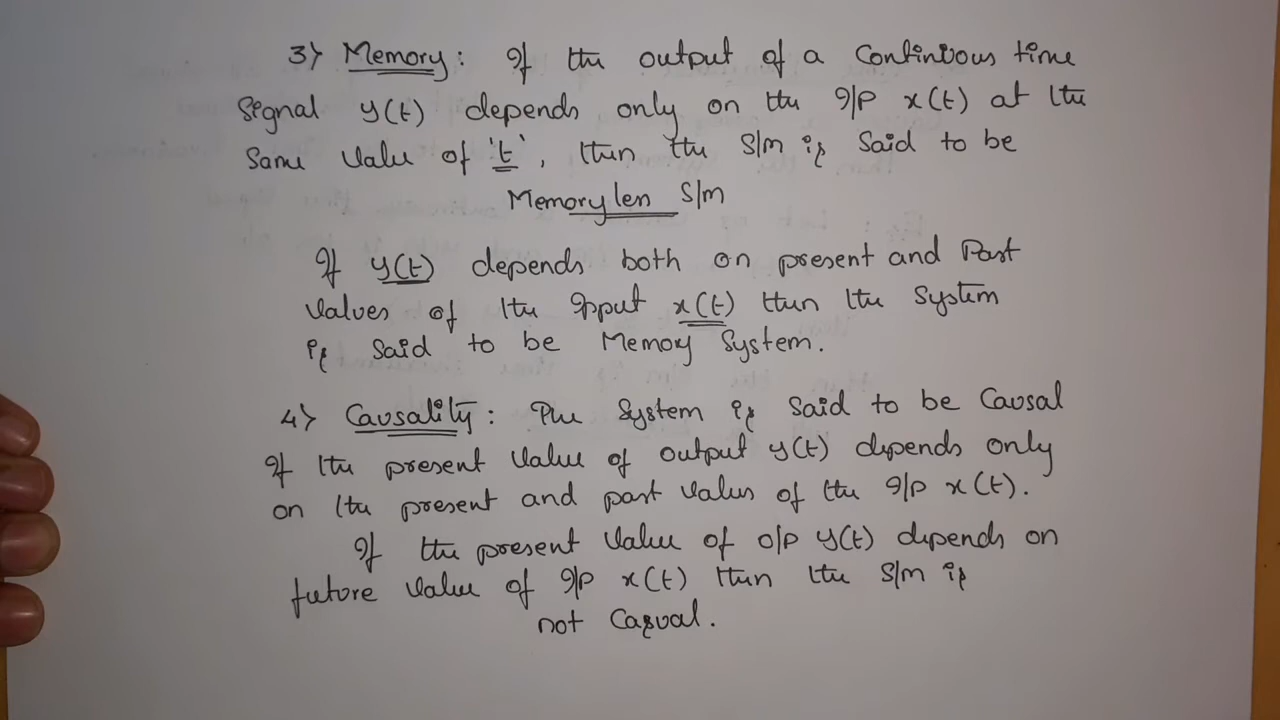 3) Memory: If the output of a Continuous time
Signal y(t) depends only on the I/P x(t) at the
Same value of 't', then the S/m is Said to be
Memoryless S/m
If y(t) depends both on present and Past
values of the Input x(t) then the System
is Said to be Memory System.
4) Causality: The System is Said to be Causal
If the present value of output y(t) depends only
on the present and past values of the I/p x(t).
If the present value of o/p y(t) depends on
future value of I/p x(t) then the S/m is
not Casual.